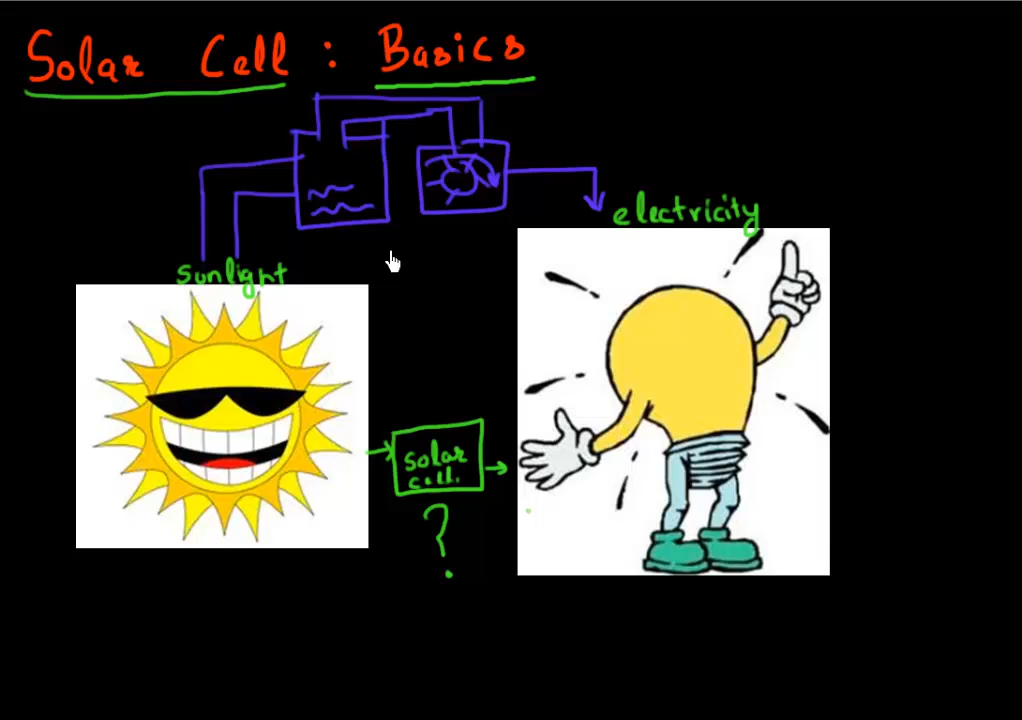 Solar Cell : Basics
electricity
sunlight
solar
cell.
?